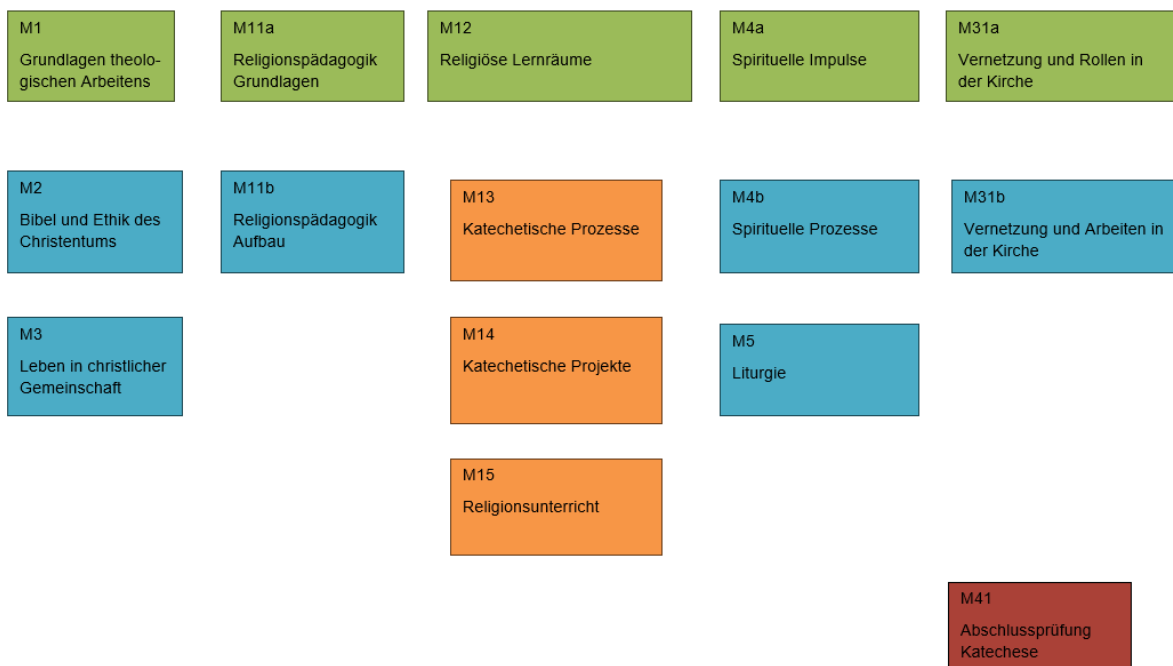 M1
Grundlagen theolo-
gischen Arbeitens
M11a
Religionspädagogik
Grundlagen
M12
Religiöse Lernräume
M4a
Spirituelle Impulse
M31a
Vernetzung und Rollen in
der Kirche
M2
Bibel und Ethik des
Christentums
M11b
Religionspädagogik
Aufbau
M13
Katechetische Prozesse
M4b
Spirituelle Prozesse
M31b
Vernetzung und Arbeiten in
der Kirche
M3
Leben in christlicher
Gemeinschaft
M14
Katechetische Projekte
M5
Liturgie
M15
Religionsunterricht
M41
Abschlussprüfung
Katechese